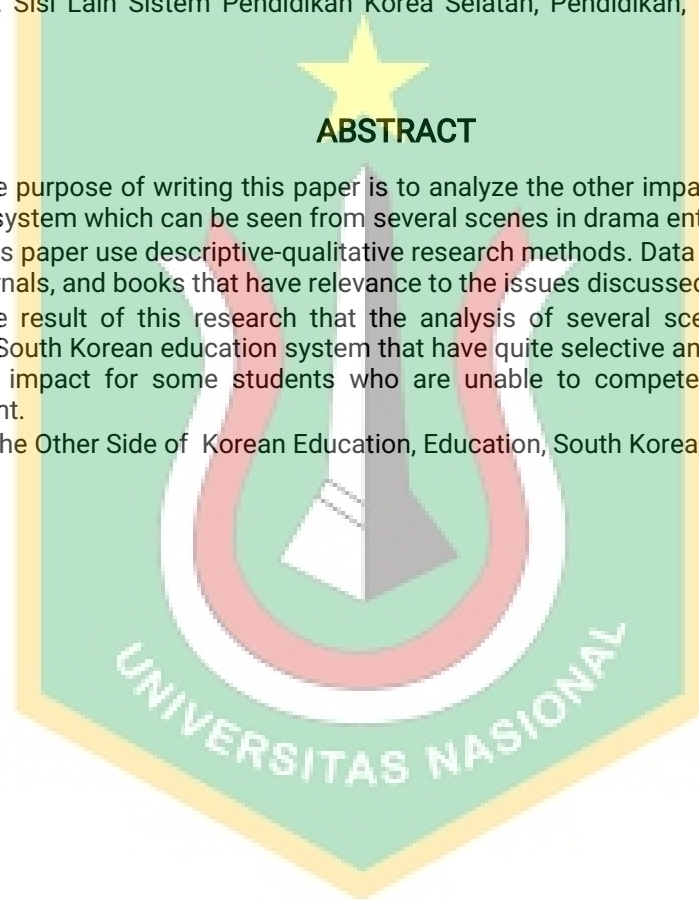 Sisi Lain Sistem Pendidikan Korea Selatan, Pendidikan,
ABSTRACT
e purpose of writing this paper is to analyze the other impa
system which can be seen from several scenes in drama ent
s paper use descriptive-qualitative research methods. Data
rnals, and books that have relevance to the issues discussed
e result of this research that the analysis of several sce
South Korean education system that have quite selective an
impact for some students who are unable to compete
nt.
he Other Side of Korean Education, Education, South Korea
UNIVERSITAS NASIONAL